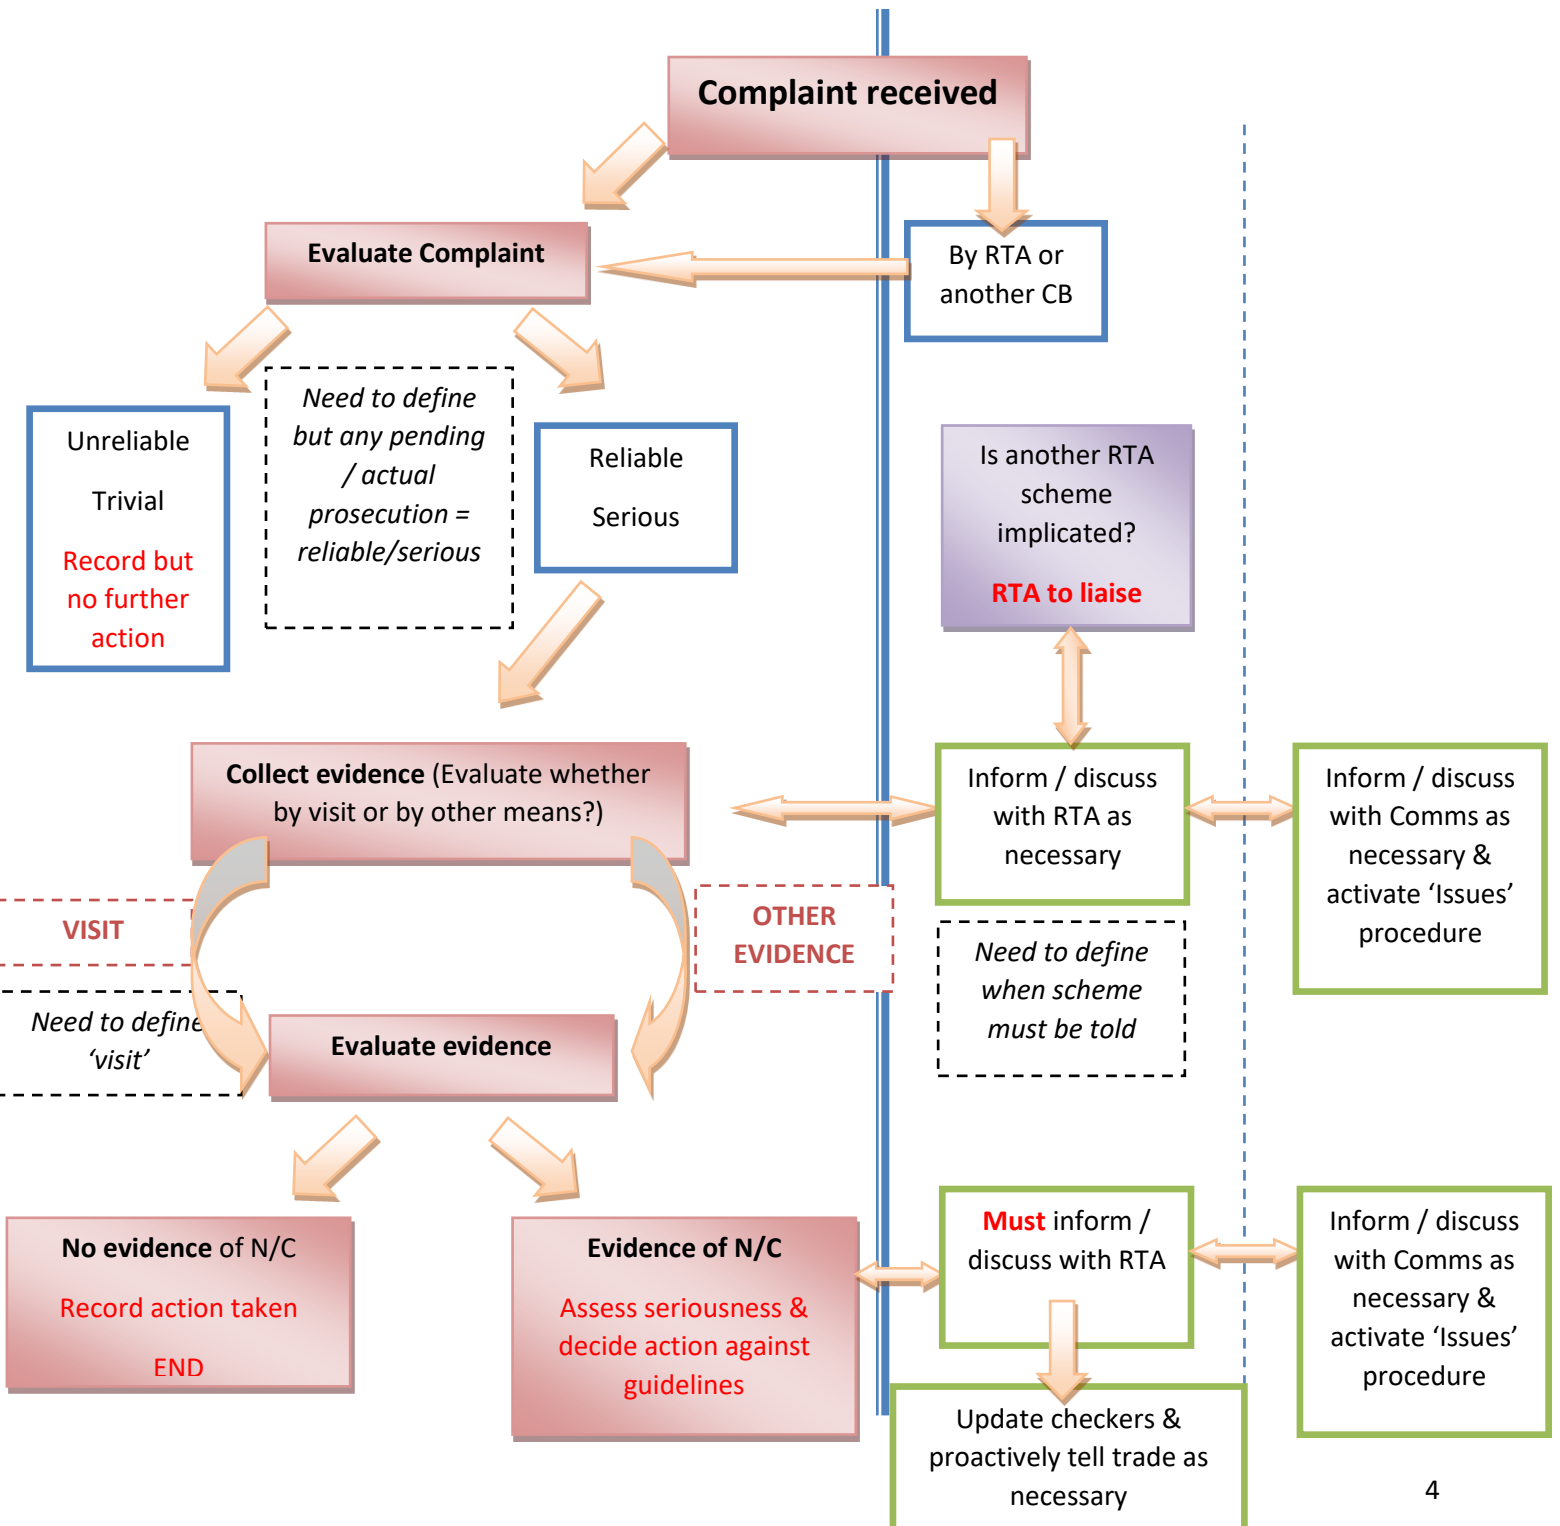 Complaint received
Evaluate Complaint
By RTA or
another CB
Unreliable
Trivial
Record but
no further
action
Need to define
but any pending
/ actual
prosecution =
reliable/serious
Reliable
Serious
Is another RTA
scheme
implicated?
RTA to liaise
Collect evidence (Evaluate whether
by visit or by other means?)
Inform / discuss
with RTA as
necessary
Inform / discuss
with Comms as
necessary &
activate ‘Issues’
procedure
VISIT
OTHER
EVIDENCE
Need to define
‘visit’
Evaluate evidence
Need to define
when scheme
must be told
No evidence of N/C
Record action taken
END
Evidence of N/C
Assess seriousness &
decide action against
guidelines
Must inform /
discuss with RTA
Inform / discuss
with Comms as
necessary &
activate ‘Issues’
procedure
Update checkers &
proactively tell trade as
necessary
4